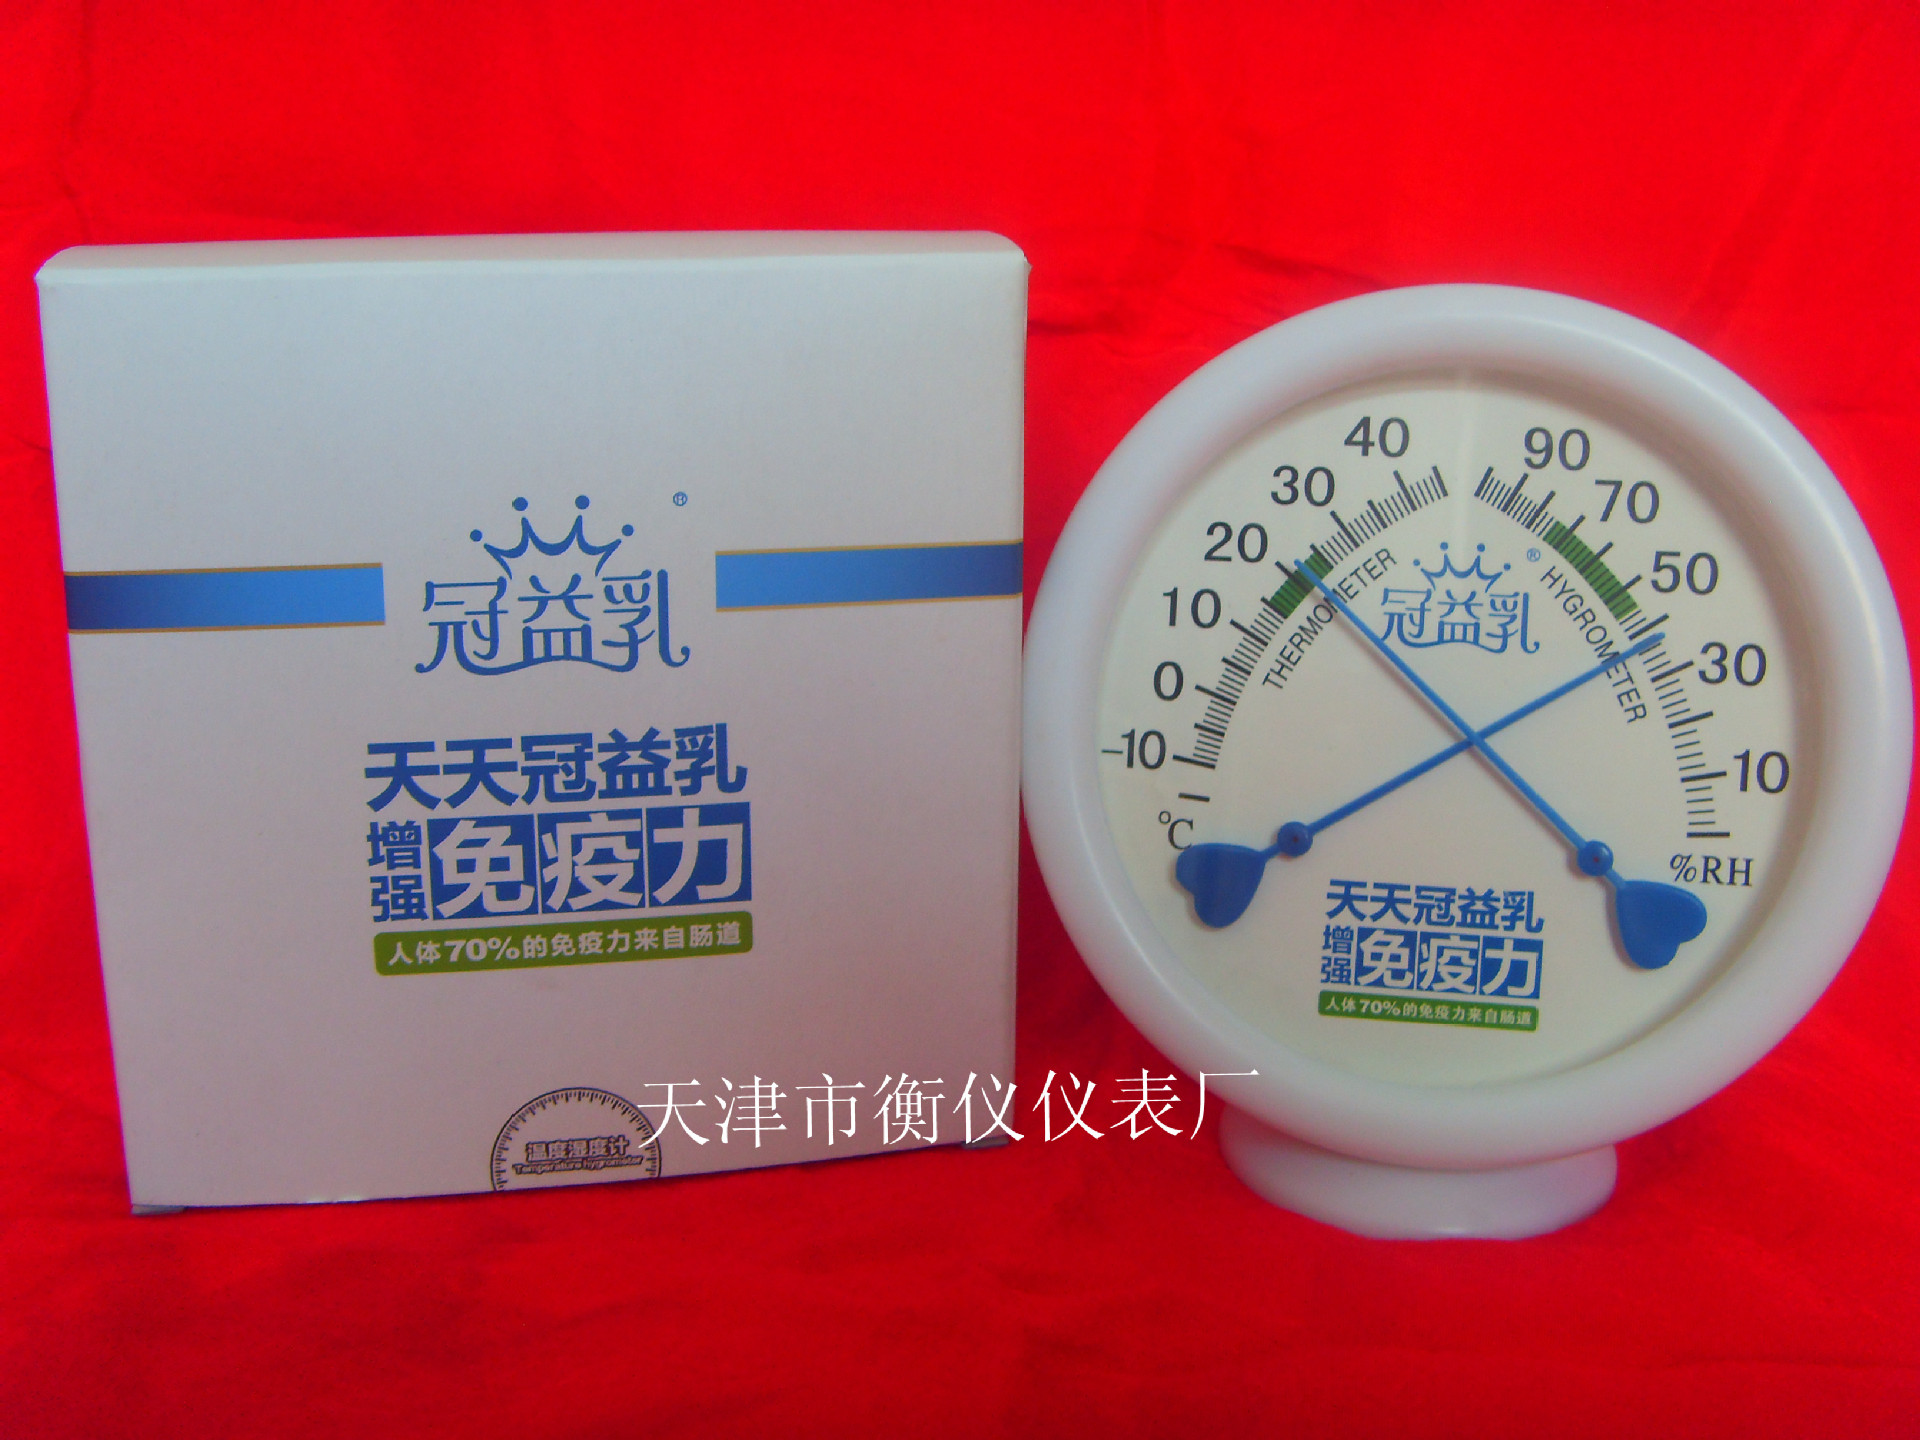 冠益乳®
天天冠益乳
增强免疫力
人体70%的免疫力来自肠道
温度湿度计
Temperature hygrometer
天津市衡仪仪表厂
40
30
20
10
0
-10
°C
THERMOMETER
90
70
50
30
10
%RH
HYGROMETER
冠益乳®
天天冠益乳
增强免疫力
人体70%的免疫力来自肠道